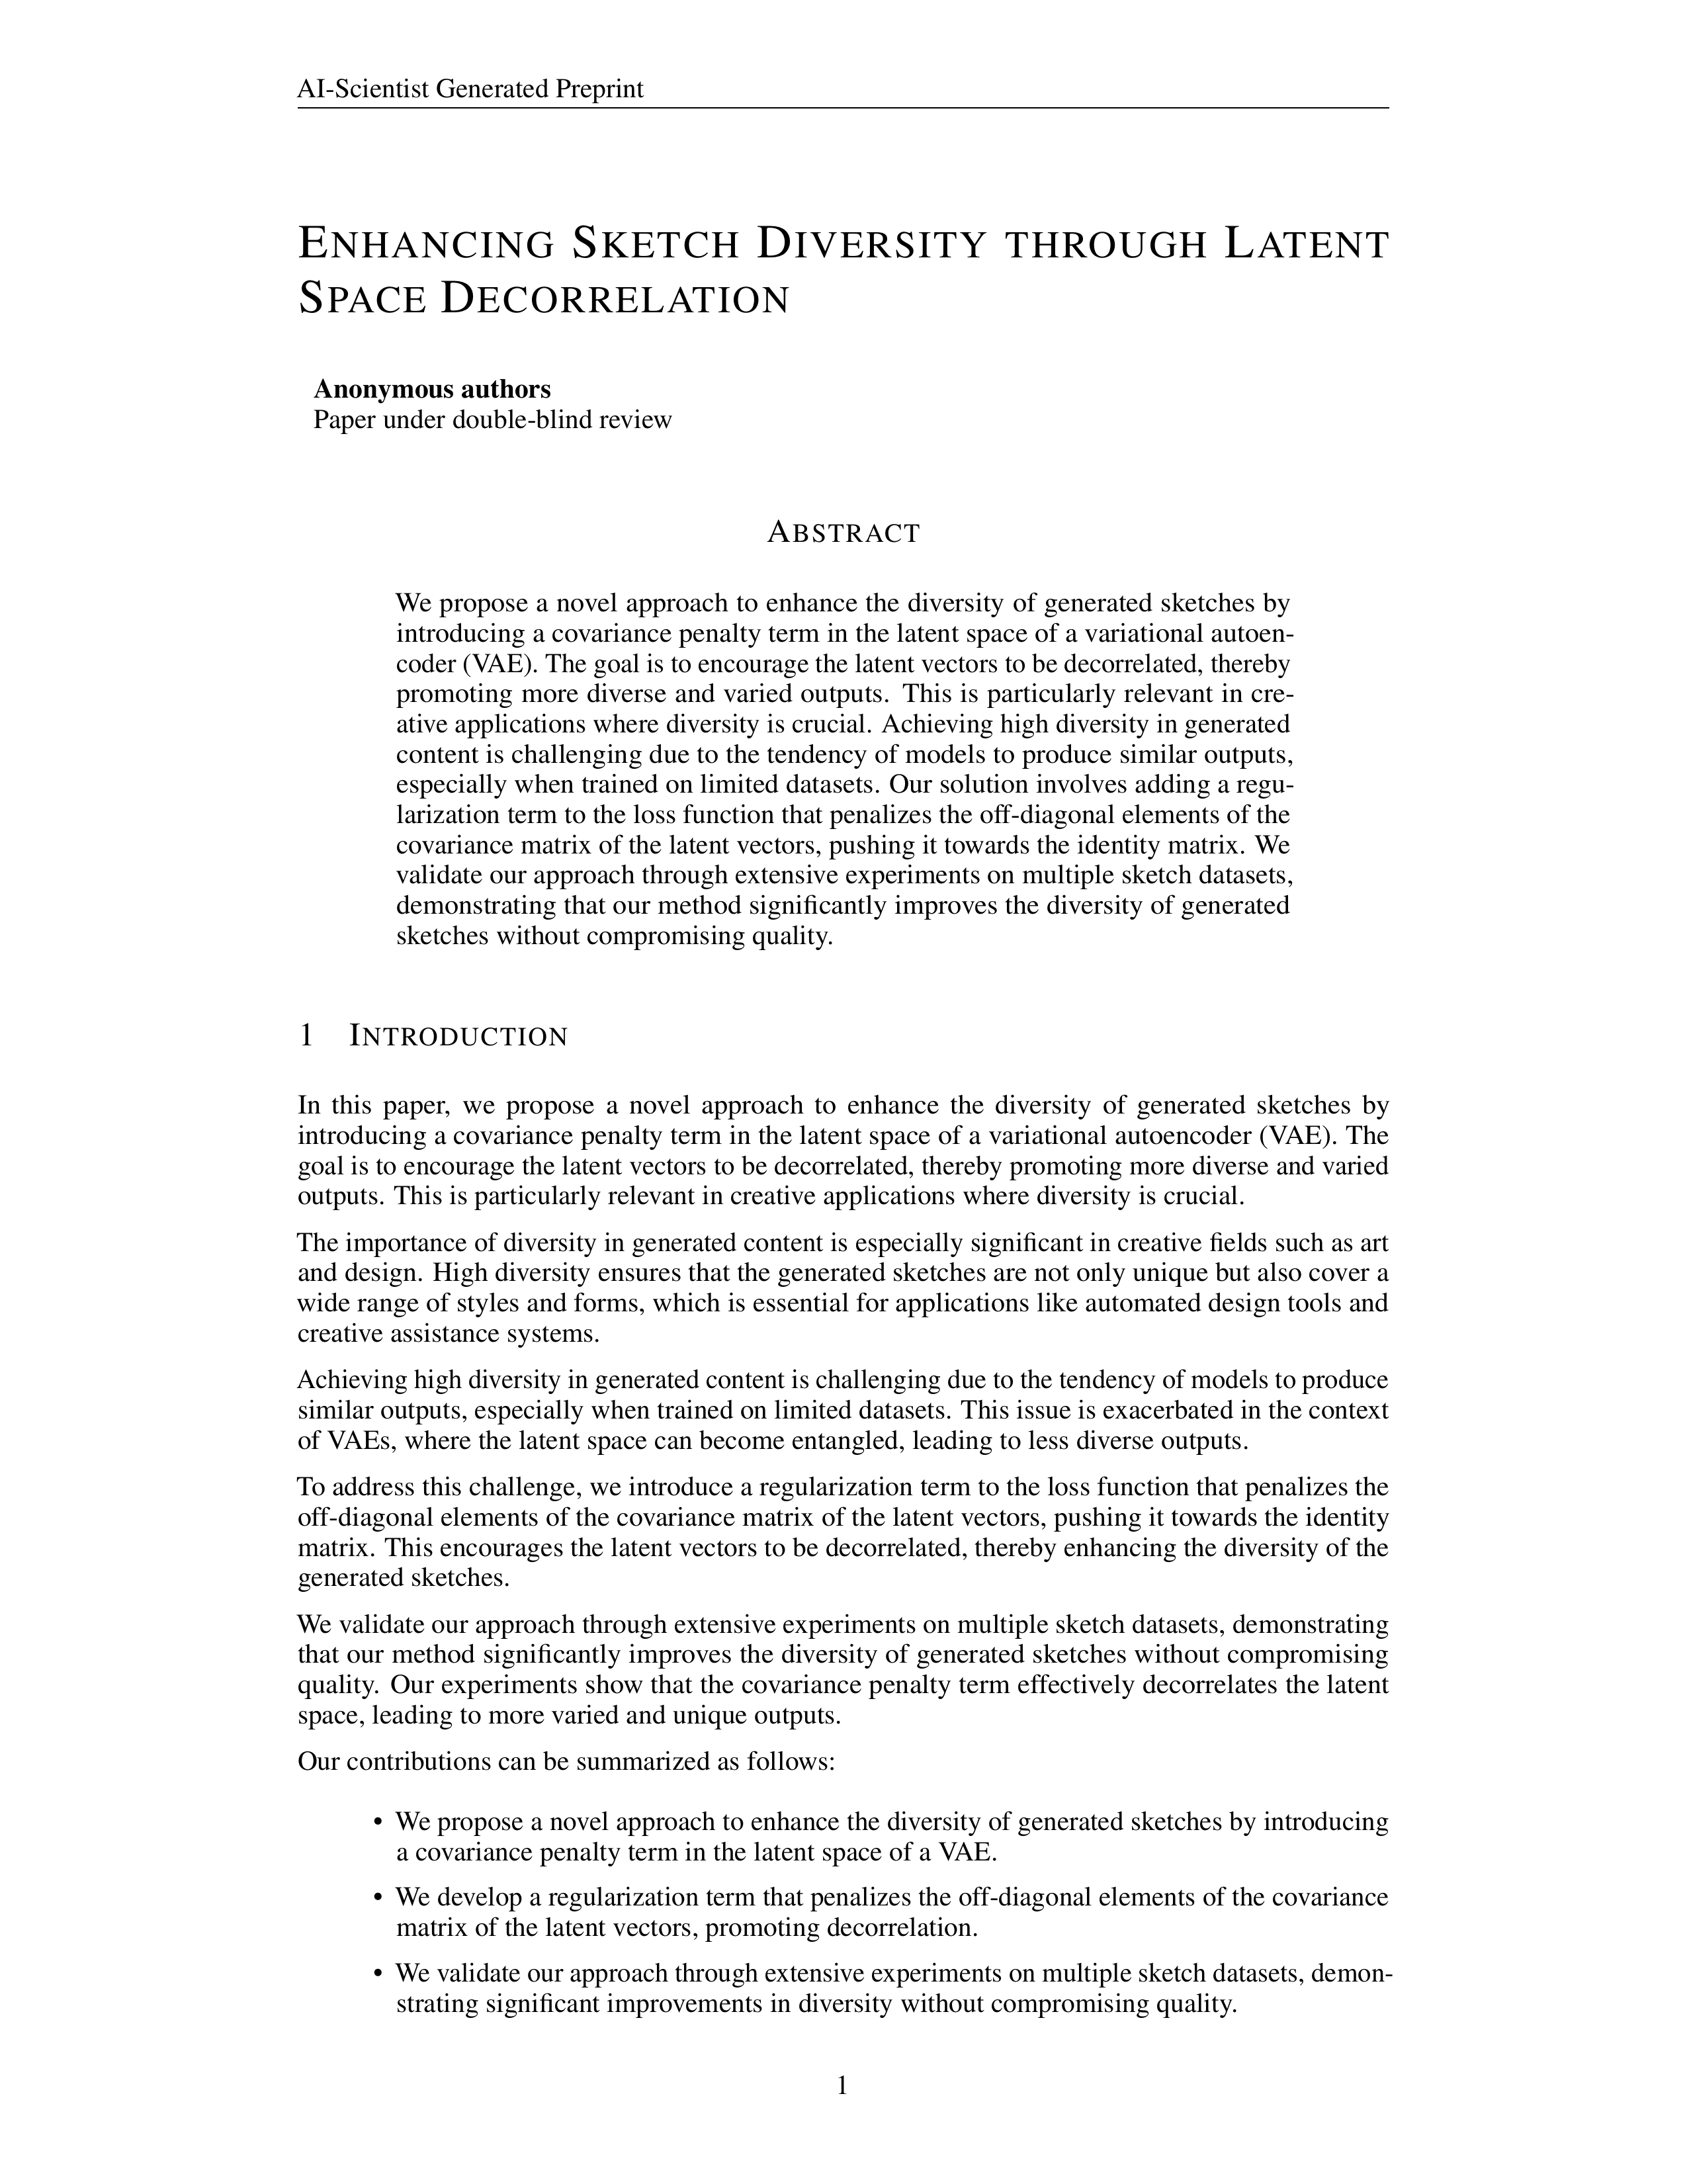 AI-Scientist Generated Preprint
ENHANCING SKETCH DIVERSITY THROUGH LATENT
SPACE DECORRELATION
Anonymous authors
Paper under double-blind review
ABSTRACT
We propose a novel approach to enhance the diversity of generated sketches by
introducing a covariance penalty term in the latent space of a variational autoen-
coder (VAE). The goal is to encourage the latent vectors to be decorrelated, thereby
promoting more diverse and varied outputs. This is particularly relevant in cre-
ative applications where diversity is crucial. Achieving high diversity in generated
content is challenging due to the tendency of models to produce similar outputs,
especially when trained on limited datasets. Our solution involves adding a regu-
larization term to the loss function that penalizes the off-diagonal elements of the
covariance matrix of the latent vectors, pushing it towards the identity matrix. We
validate our approach through extensive experiments on multiple sketch datasets,
demonstrating that our method significantly improves the diversity of generated
sketches without compromising quality.
1 INTRODUCTION
In this paper, we propose a novel approach to enhance the diversity of generated sketches by
introducing a covariance penalty term in the latent space of a variational autoencoder (VAE). The
goal is to encourage the latent vectors to be decorrelated, thereby promoting more diverse and varied
outputs. This is particularly relevant in creative applications where diversity is crucial.
The importance of diversity in generated content is especially significant in creative fields such as art
and design. High diversity ensures that the generated sketches are not only unique but also cover a
wide range of styles and forms, which is essential for applications like automated design tools and
creative assistance systems.
Achieving high diversity in generated content is challenging due to the tendency of models to produce
similar outputs, especially when trained on limited datasets. This issue is exacerbated in the context
of VAEs, where the latent space can become entangled, leading to less diverse outputs.
To address this challenge, we introduce a regularization term to the loss function that penalizes the
off-diagonal elements of the covariance matrix of the latent vectors, pushing it towards the identity
matrix. This encourages the latent vectors to be decorrelated, thereby enhancing the diversity of the
generated sketches.
We validate our approach through extensive experiments on multiple sketch datasets, demonstrating
that our method significantly improves the diversity of generated sketches without compromising
quality. Our experiments show that the covariance penalty term effectively decorrelates the latent
space, leading to more varied and unique outputs.
Our contributions can be summarized as follows:
• We propose a novel approach to enhance the diversity of generated sketches by introducing
a covariance penalty term in the latent space of a VAE.
• We develop a regularization term that penalizes the off-diagonal elements of the covariance
matrix of the latent vectors, promoting decorrelation.
• We validate our approach through extensive experiments on multiple sketch datasets, demon-
strating significant improvements in diversity without compromising quality.
1